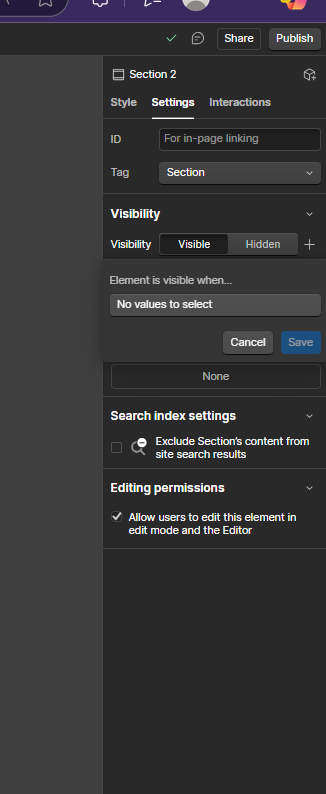 Share
Publish
Section 2
Style
Settings
Interactions
ID
For in-page linking
Tag
Section
Visibility
Visibility
Visible
Hidden
Element is visible when...
No values to select
Cancel
Save
None
Search index settings
Exclude Section's content from
site search results
Editing permissions
Allow users to edit this element in
edit mode and the Editor